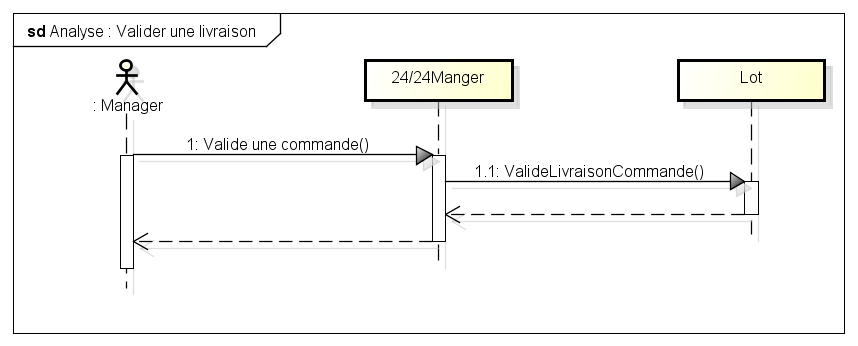 sd Analyse : Valider une livraison
24/24Manger
Lot
: Manager
1: Valide une commande()
1.1: ValideLivraisonCommande()